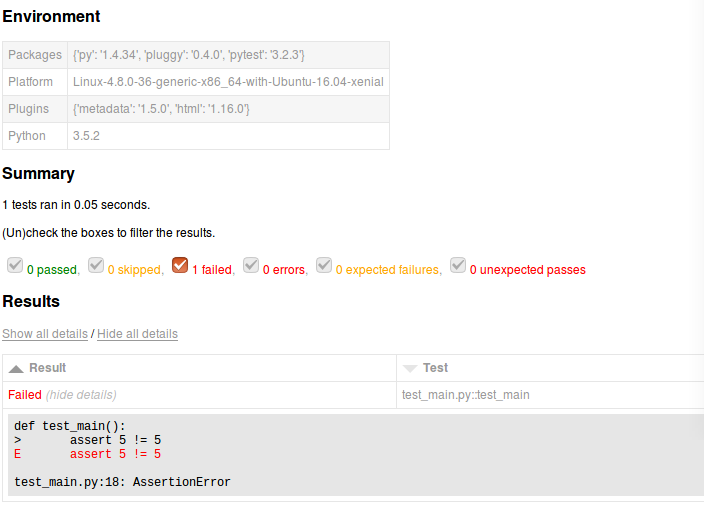 Environment
Packages {'py': '1.4.34', 'pluggy': '0.4.0', 'pytest': '3.2.3'}
Platform Linux-4.8.0-36-generic-x86_64-with-Ubuntu-16.04-xenial
Plugins {'metadata': '1.5.0', 'html': '1.16.0'}
Python 3.5.2
Summary
1 tests ran in 0.05 seconds.
(Un)check the boxes to filter the results.
0 passed, 0 skipped, 1 failed, 0 errors, 0 expected failures, 0 unexpected passes
Results
Show all details / Hide all details
Result Test
Failed (hide details) test_main.py::test_main
def test_main():
>       assert 5 != 5
E       assert 5 != 5
test_main.py:18: AssertionError